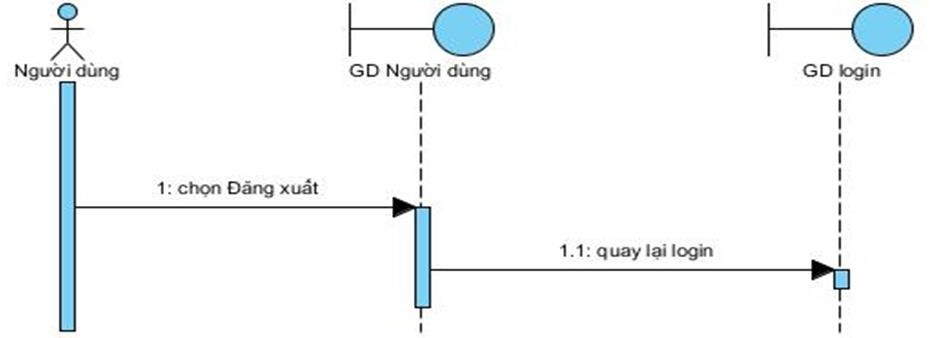 Người dùng
GD Người dùng
GD login
1: chọn Đăng xuất
1.1: quay lại login